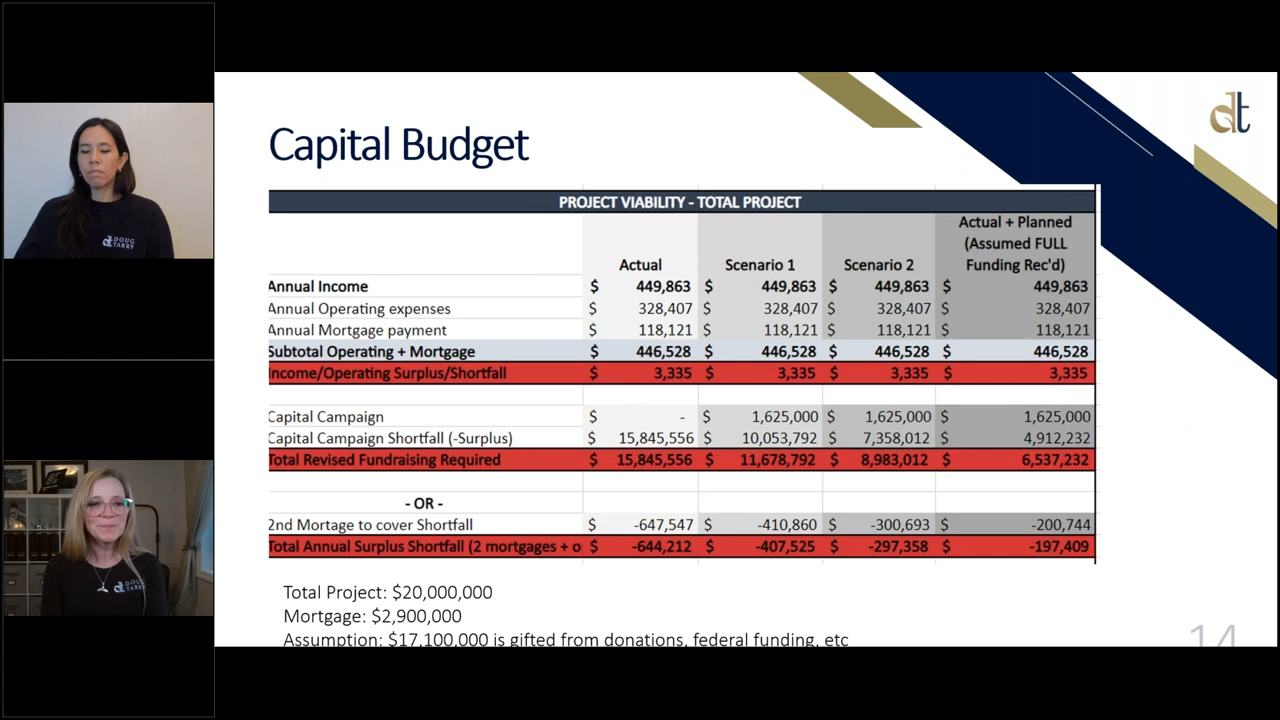 dt
Capital Budget
PROJECT VIABILITY - TOTAL PROJECT
Actual Scenario 1 Scenario 2 Actual + Planned (Assumed FULL Funding Rec'd)
Annual Income $ 449,863 $ 449,863 $ 449,863 $ 449,863
Annual Operating expenses $ 328,407 $ 328,407 $ 328,407 $ 328,407
Annual Mortgage payment $ 118,121 $ 118,121 $ 118,121 $ 118,121
Subtotal Operating + Mortgage $ 446,528 $ 446,528 $ 446,528 $ 446,528
Income/Operating Surplus/Shortfall $ 3,335 $ 3,335 $ 3,335 $ 3,335
Capital Campaign $ - $ 1,625,000 $ 1,625,000 $ 1,625,000
Capital Campaign Shortfall (-Surplus) $ 15,845,556 $ 10,053,792 $ 7,358,012 $ 4,912,232
Total Revised Fundraising Required $ 15,845,556 $ 11,678,792 $ 8,983,012 $ 6,537,232
- OR -
2nd Mortage to cover Shortfall $ -647,547 $ -410,860 $ -300,693 $ -200,744
Total Annual Surplus Shortfall (2 mortgages + o $ -644,212 $ -407,525 $ -297,358 $ -197,409
Total Project: $20,000,000
Mortgage: $2,900,000
Assumption: $17,100,000 is gifted from donations, federal funding, etc
14
dt DOUG
TARRY
dt DOUG
TARRY